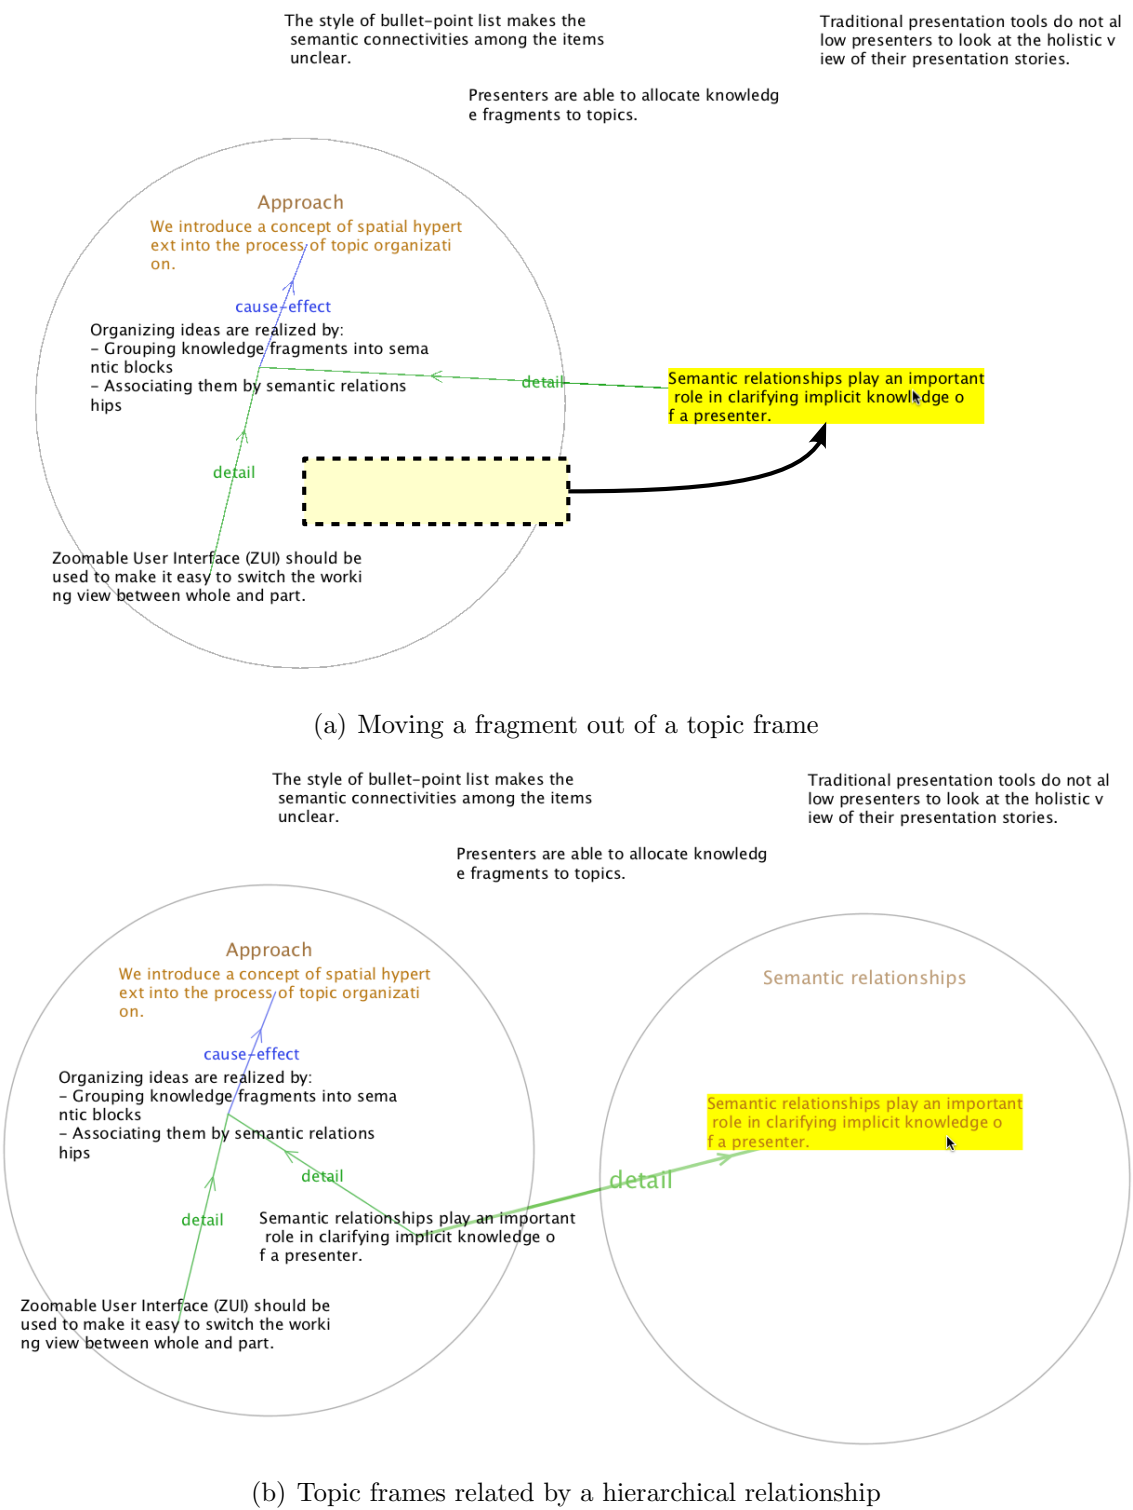 The style of bullet-point list makes the
semantic connectivities among the items
unclear.
Traditional presentation tools do not al
low presenters to look at the holistic v
iew of their presentation stories.
Presenters are able to allocate knowledg
e fragments to topics.
Approach
We introduce a concept of spatial hypert
ext into the process of topic organizati
on.
cause-effect
Organizing ideas are realized by:
- Grouping knowledge fragments into sema
ntic blocks
- Associating them by semantic relations
hips
detail
Semantic relationships play an important
role in clarifying implicit knowledge o
f a presenter.
detail
Zoomable User Interface (ZUI) should be
used to make it easy to switch the worki
ng view between whole and part.
(a) Moving a fragment out of a topic frame
The style of bullet-point list makes the
semantic connectivities among the items
unclear.
Traditional presentation tools do not al
low presenters to look at the holistic v
iew of their presentation stories.
Presenters are able to allocate knowledg
e fragments to topics.
Approach
We introduce a concept of spatial hypert
ext into the process of topic organizati
on.
cause-effect
Organizing ideas are realized by:
- Grouping knowledge fragments into sema
ntic blocks
- Associating them by semantic relations
hips
detail
detail
Semantic relationships play an important
role in clarifying implicit knowledge o
f a presenter.
Zoomable User Interface (ZUI) should be
used to make it easy to switch the worki
ng view between whole and part.
detail
Semantic relationships
Semantic relationships play an important
role in clarifying implicit knowledge o
f a presenter.
(b) Topic frames related by a hierarchical relationship